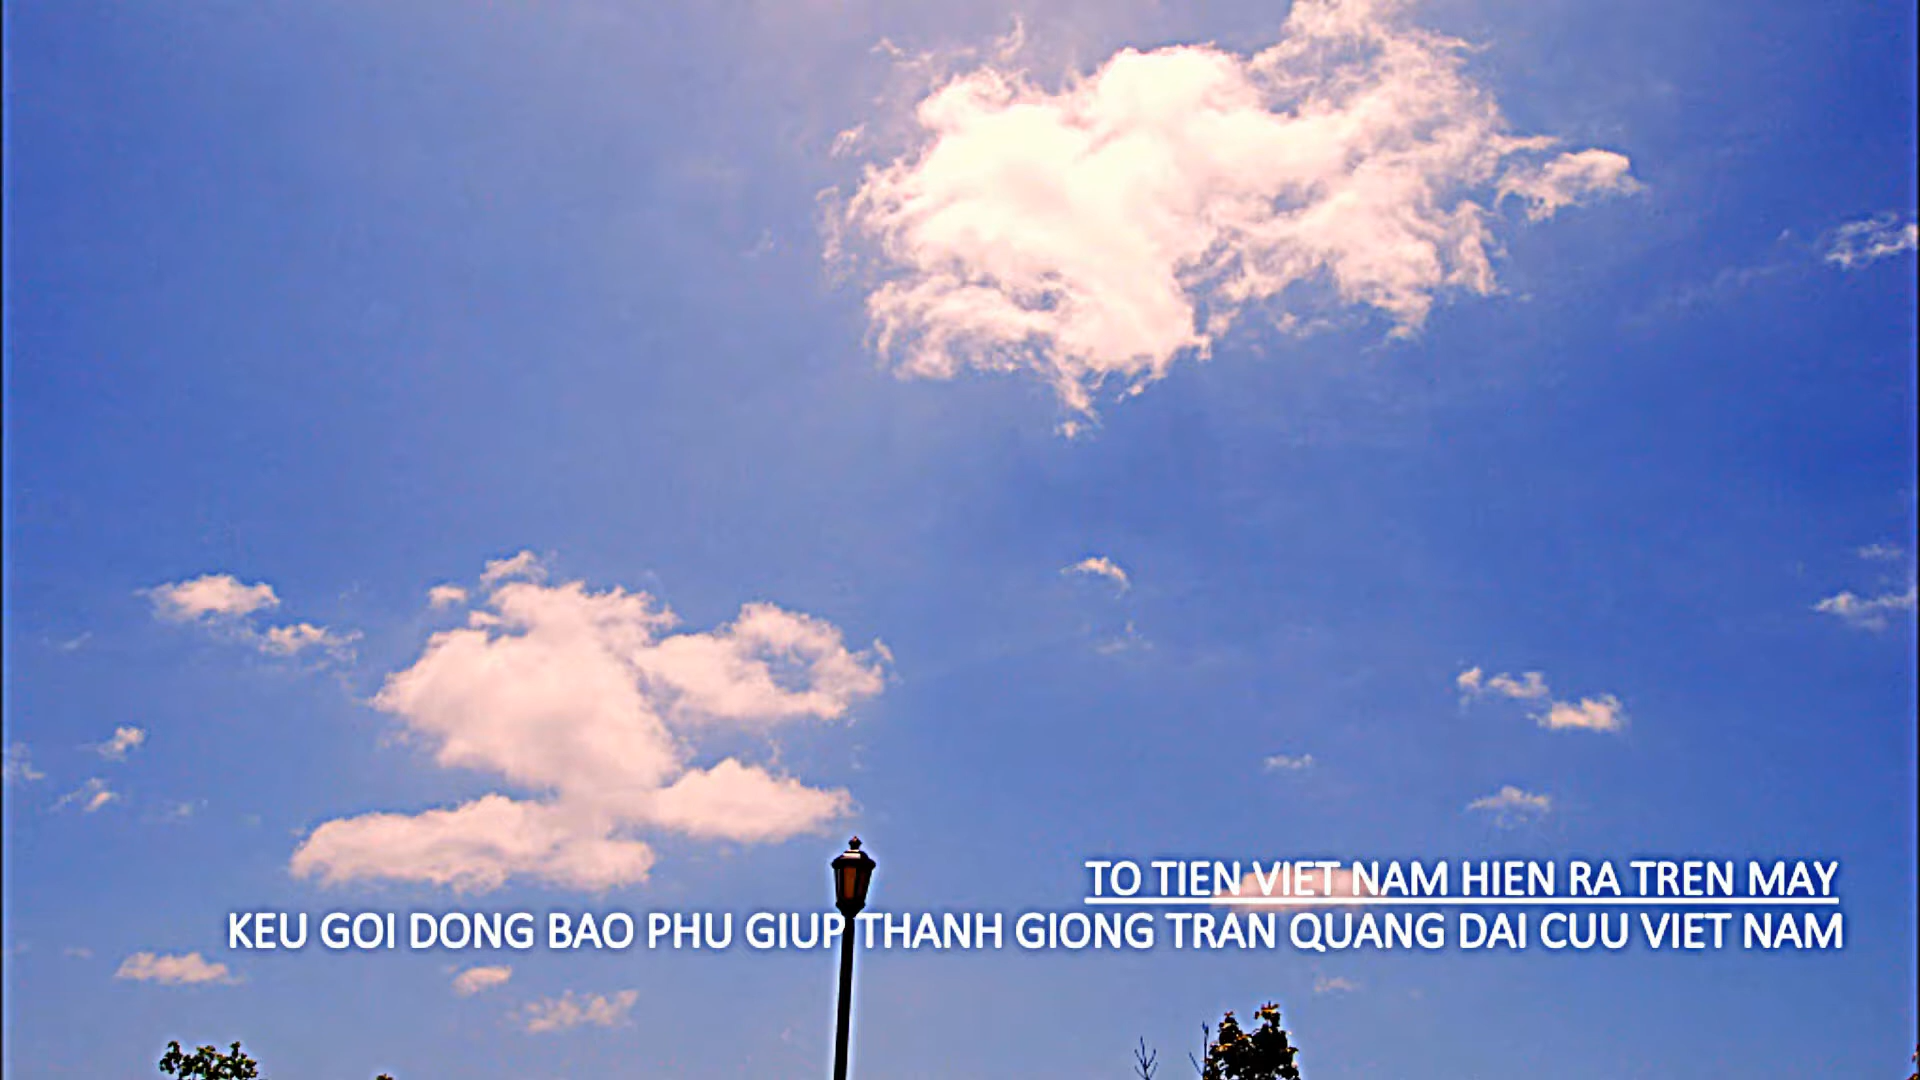 TO TIEN VIET NAM HIEN RA TREN MAY
KEU GOI DONG BAO PHU GIUP THANH GIONG TRAN QUANG DAI CUU VIET NAM